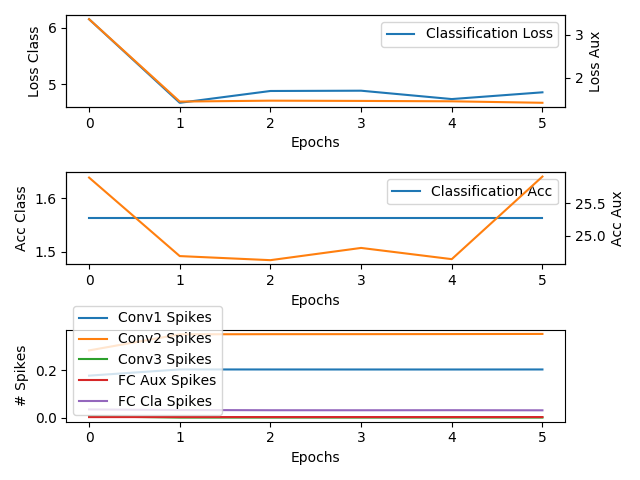 Classification Loss
6
5
3
2
Loss Class
Loss Aux
0 1 2 3 4 5
Epochs
Classification Acc
1.6
1.5
25.5
25.0
Acc Class
Acc Aux
0 1 2 3 4 5
Epochs
Conv1 Spikes
Conv2 Spikes
Conv3 Spikes
FC Aux Spikes
FC Cla Spikes
0.2
0.0
# Spikes
0 1 2 3 4 5
Epochs